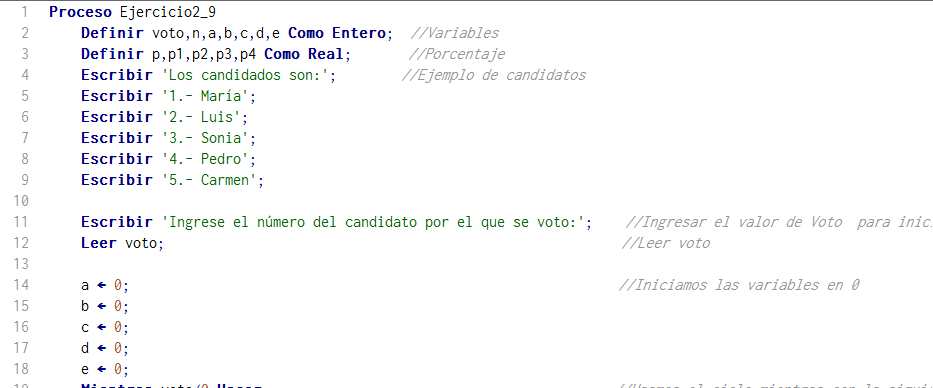 1 Proceso Ejercicio2_9
2 Definir voto,n,a,b,c,d,e Como Entero; //Variables
3 Definir p,p1,p2,p3,p4 Como Real; //Porcentaje
4 Escribir 'Los candidados son:'; //Ejemplo de candidatos
5 Escribir '1.- María';
6 Escribir '2.- Luis';
7 Escribir '3.- Sonia';
8 Escribir '4.- Pedro';
9 Escribir '5.- Carmen';
10
11 Escribir 'Ingrese el número del candidato por el que se voto:'; //Ingresar el valor de Voto para inic
12 Leer voto; //Leer voto
13
14 a ← 0; //Iniciamos las variables en 0
15 b ← 0;
16 c ← 0;
17 d ← 0;
18 e ← 0;